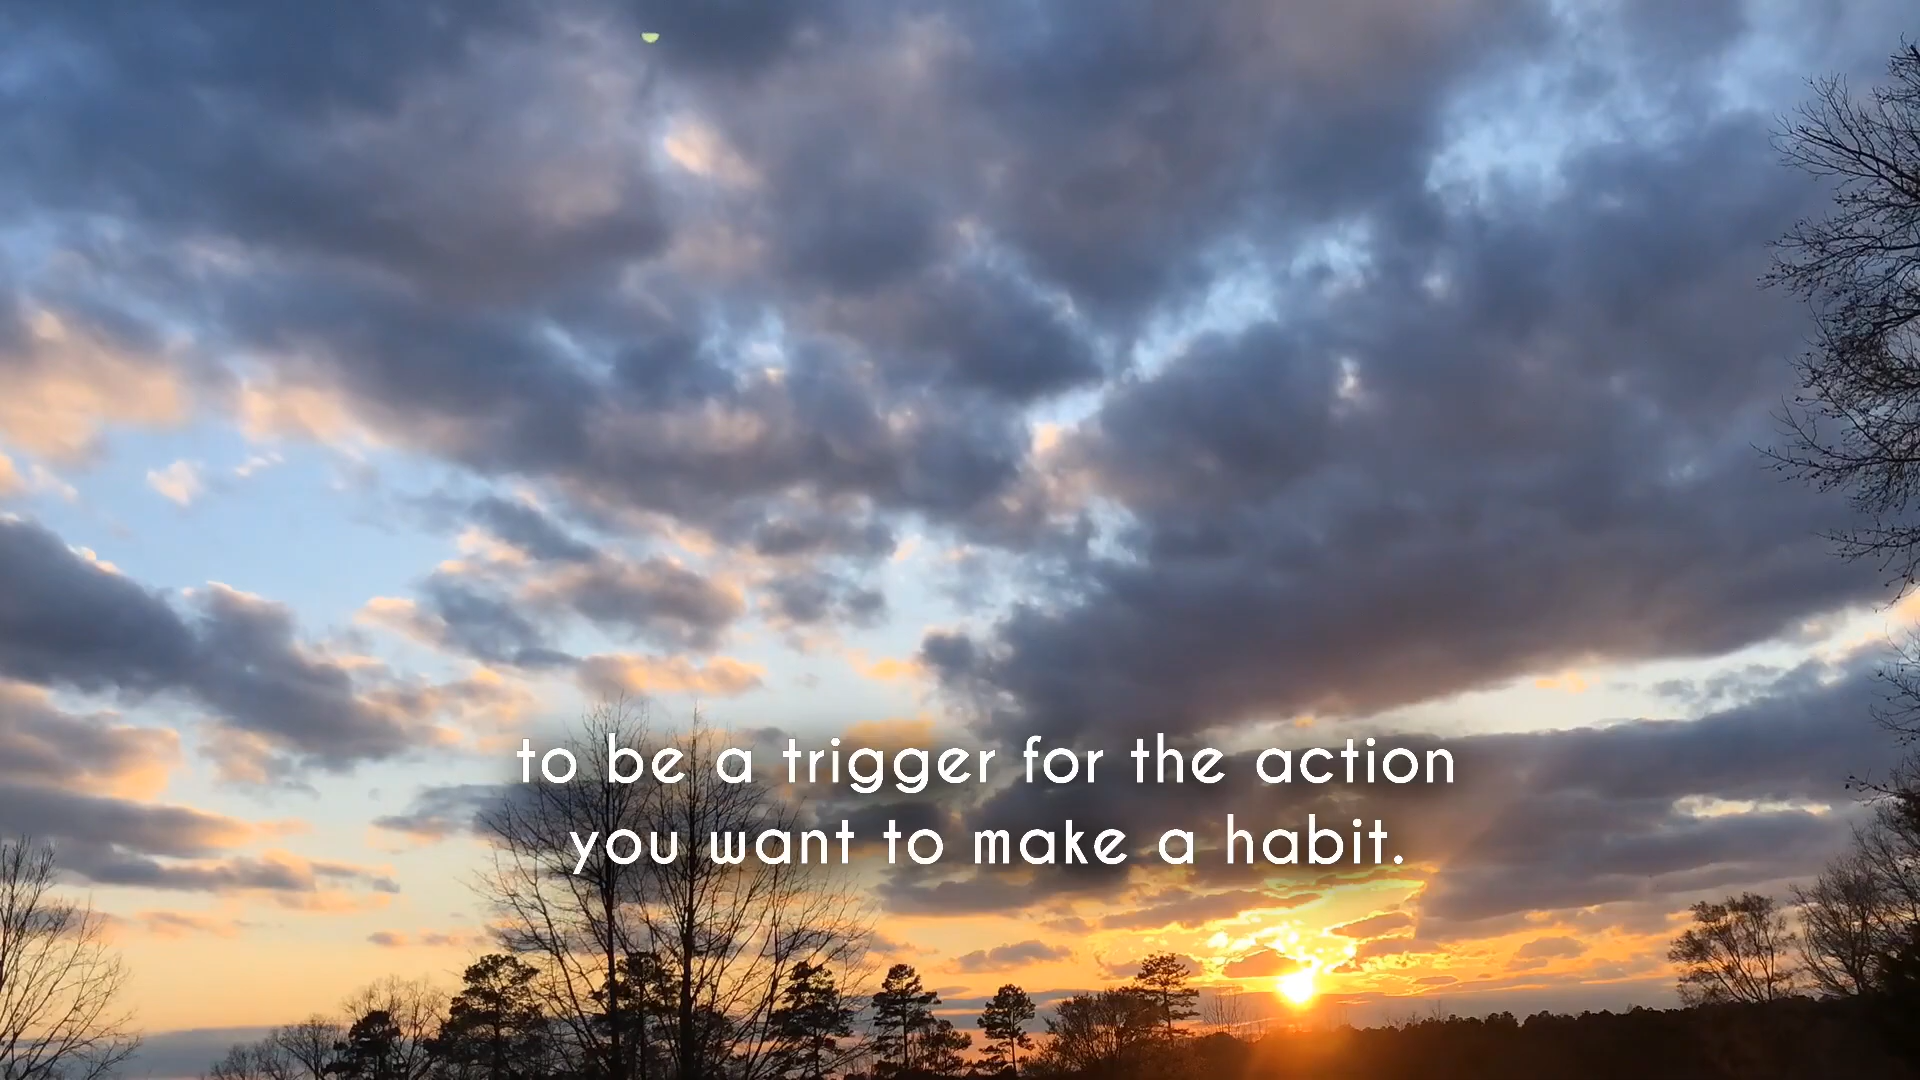 to be a trigger for the action
you want to make a habit.